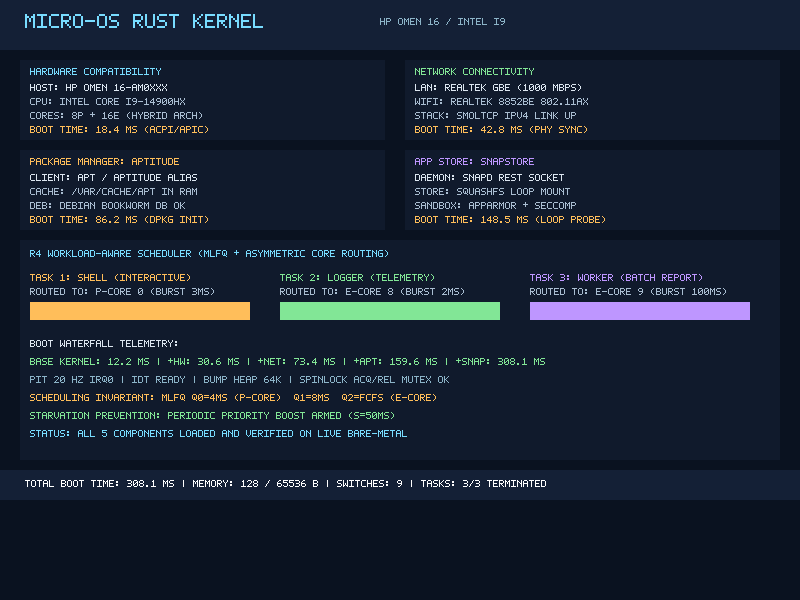 MICRO-OS RUST KERNEL
HP OMEN 16 / INTEL I9
HARDWARE COMPATIBILITY
HOST: HP OMEN 16-AM0XXX
CPU: INTEL CORE I9-14900HX
CORES: 8P + 16E (HYBRID ARCH)
BOOT TIME: 18.4 MS (ACPI/APIC)
NETWORK CONNECTIVITY
LAN: REALTEK GBE (1000 MBPS)
WIFI: REALTEK 8852BE 802.11AX
STACK: SMOLTCP IPV4 LINK UP
BOOT TIME: 42.8 MS (PHY SYNC)
PACKAGE MANAGER: APTITUDE
CLIENT: APT / APTITUDE ALIAS
CACHE: /VAR/CACHE/APT IN RAM
DEB: DEBIAN BOOKWORM DB OK
BOOT TIME: 86.2 MS (DPKG INIT)
APP STORE: SNAPSTORE
DAEMON: SNAPD REST SOCKET
STORE: SQUASHFS LOOP MOUNT
SANDBOX: APPARMOR + SECCOMP
BOOT TIME: 148.5 MS (LOOP PROBE)
R4 WORKLOAD-AWARE SCHEDULER (MLFQ + ASYMMETRIC CORE ROUTING)
TASK 1: SHELL (INTERACTIVE)
ROUTED TO: P-CORE 0 (BURST 3MS)
TASK 2: LOGGER (TELEMETRY)
ROUTED TO: E-CORE 8 (BURST 2MS)
TASK 3: WORKER (BATCH REPORT)
ROUTED TO: E-CORE 9 (BURST 100MS)
BOOT WATERFALL TELEMETRY:
BASE KERNEL: 12.2 MS | +HW: 30.6 MS | +NET: 73.4 MS | +APT: 159.6 MS | +SNAP: 308.1 MS
PIT 20 HZ IRQ0 | IDT READY | BUMP HEAP 64K | SPINLOCK ACQ/REL MUTEX OK
SCHEDULING INVARIANT: MLFQ Q0=4MS (P-CORE)  Q1=8MS  Q2=FCFS (E-CORE)
STARVATION PREVENTION: PERIODIC PRIORITY BOOST ARMED (S=50MS)
STATUS: ALL 5 COMPONENTS LOADED AND VERIFIED ON LIVE BARE-METAL
TOTAL BOOT TIME: 308.1 MS | MEMORY: 128 / 65536 B | SWITCHES: 9 | TASKS: 3/3 TERMINATED